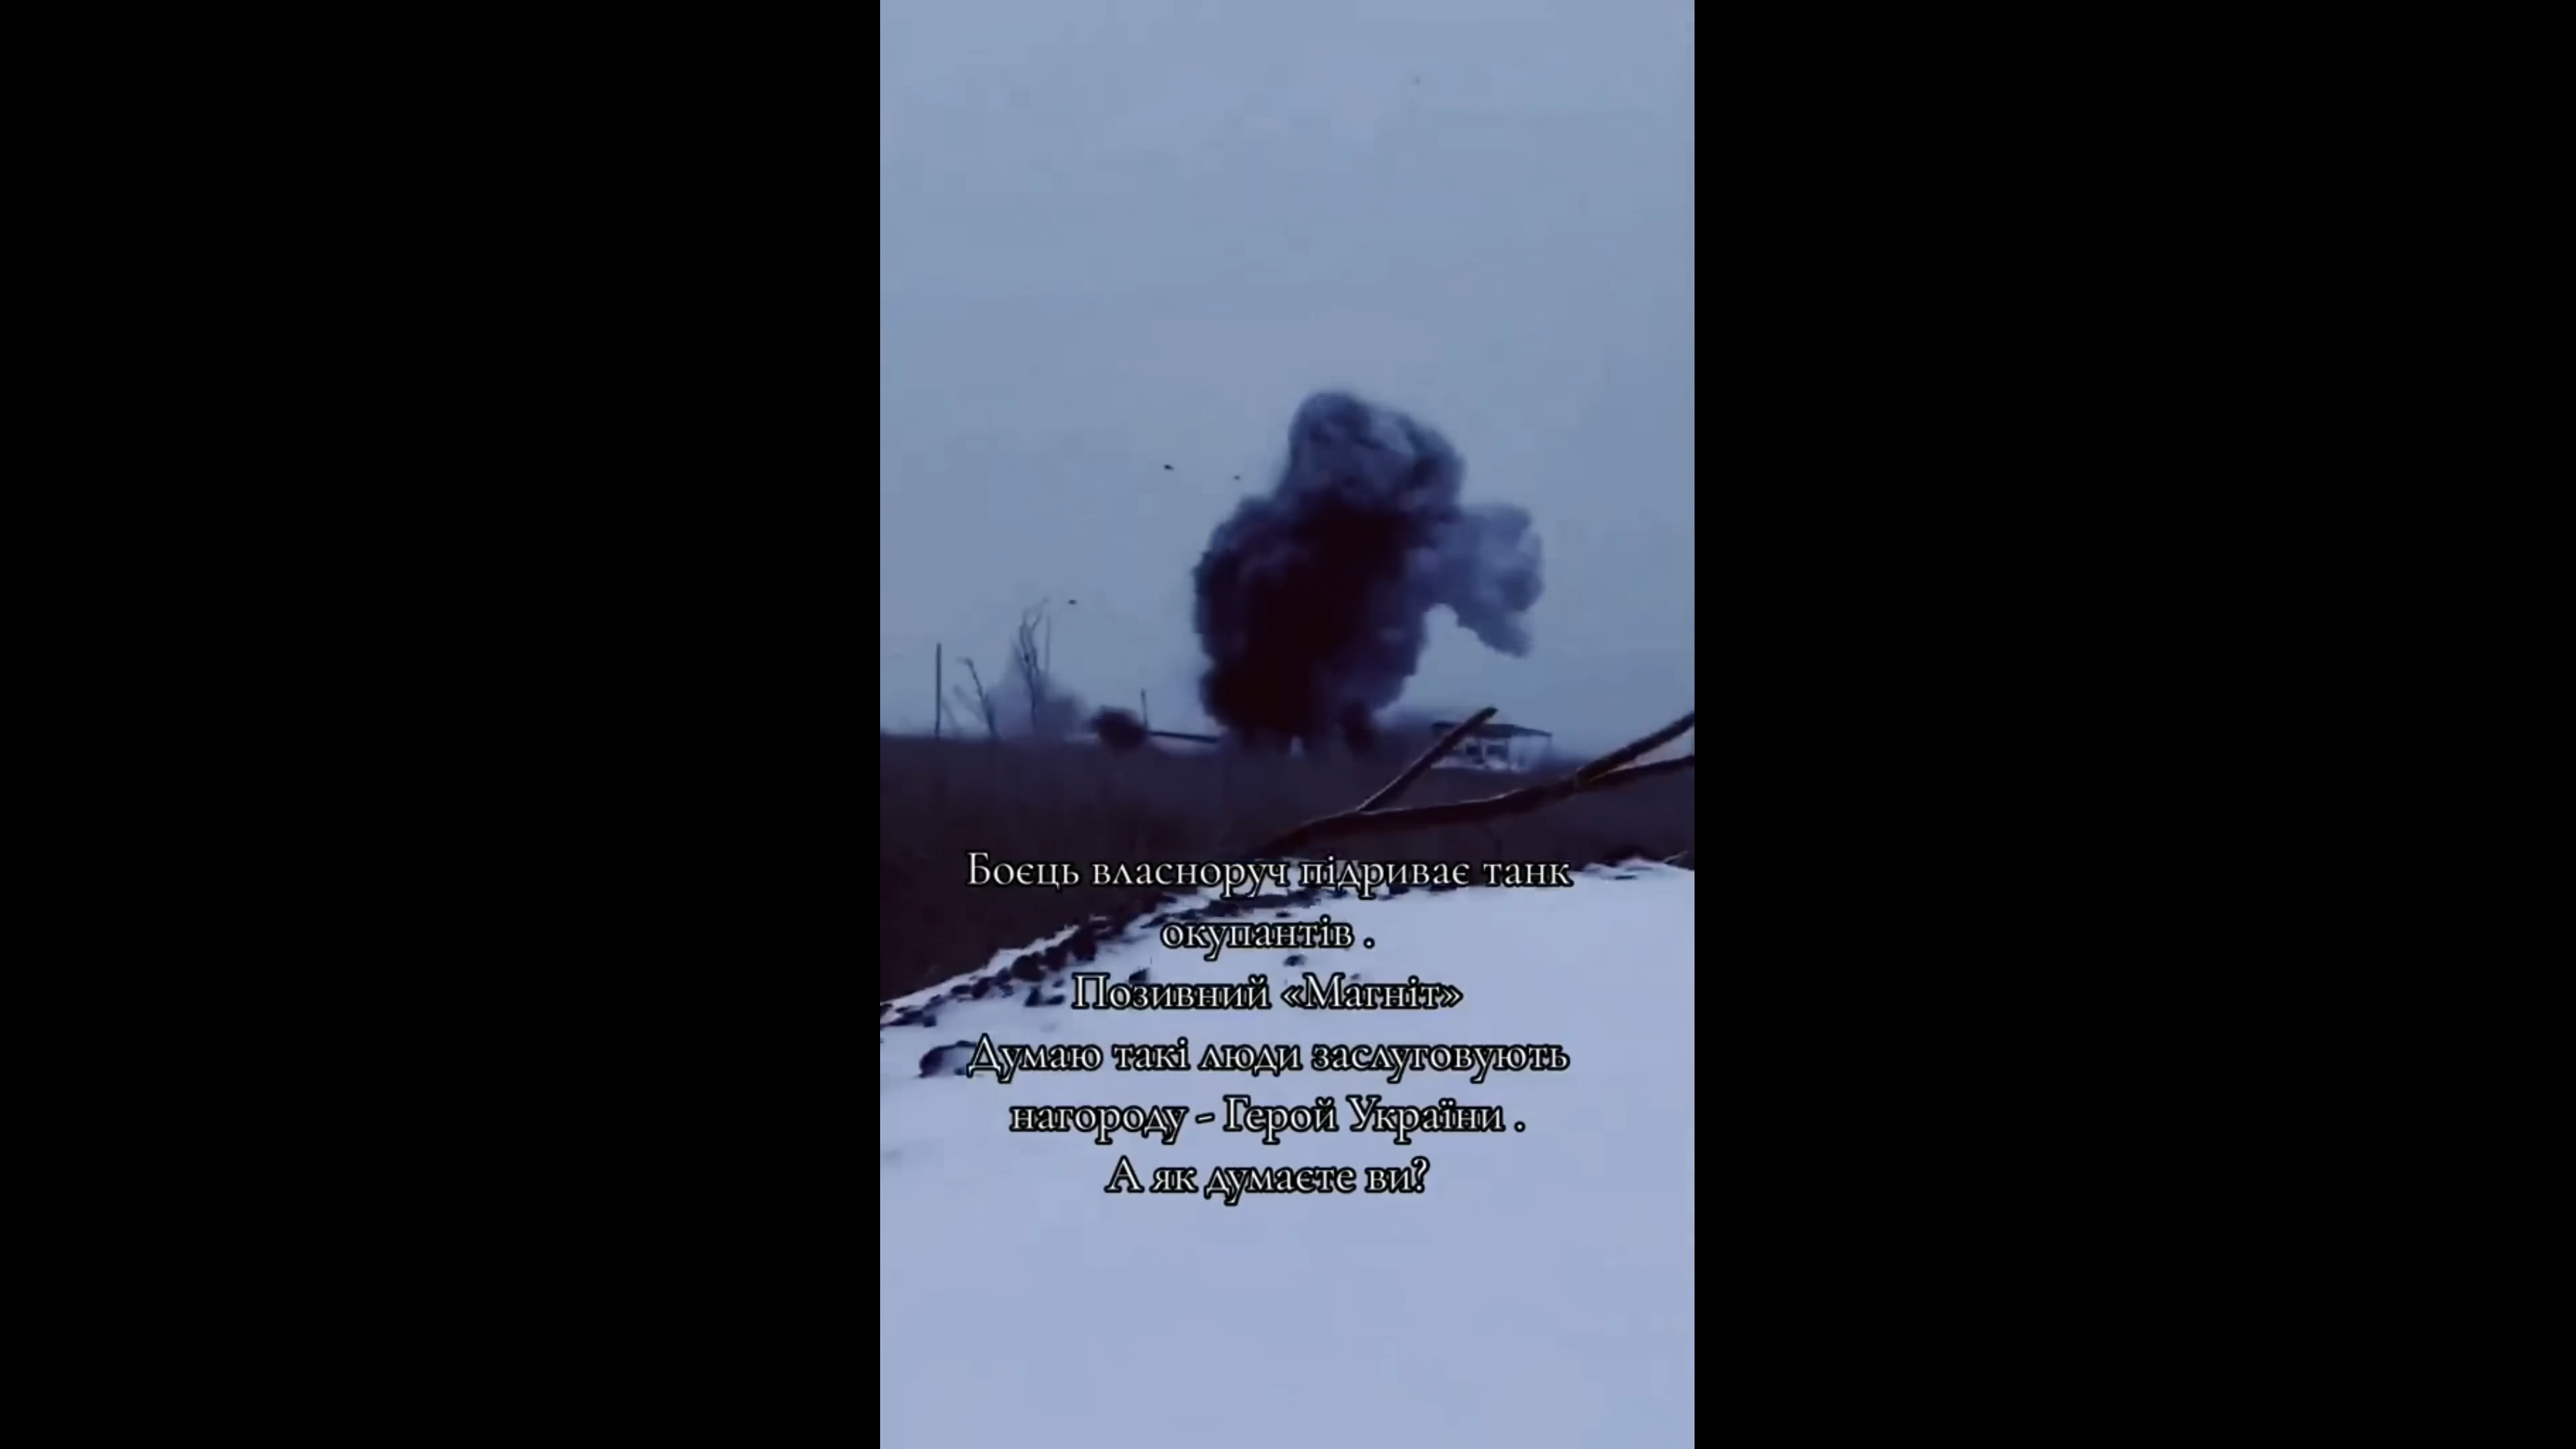 Боєць власноруч підриває танк
окупантів .
Позивний «Магніт»
Думаю такі люди заслуговують
нагороду - Герой України .
А як думаєте ви?